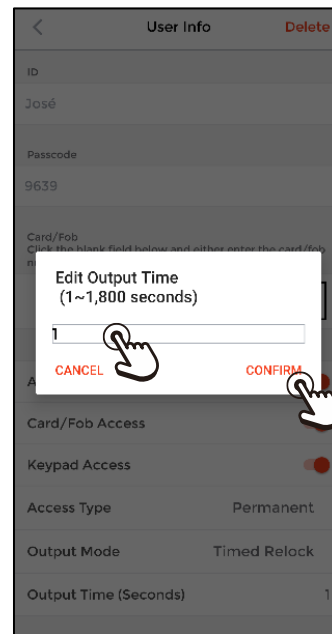 User Info
Delete
ID
José
Passcode
9639
Card/Fob
Click the blank field below and either enter the card/fob
Edit Output Time
(1~1,800 seconds)
1
CANCEL
CONFIRM
Card/Fob Access
Keypad Access
Access Type
Permanent
Output Mode
Timed Relock
Output Time (Seconds)
1